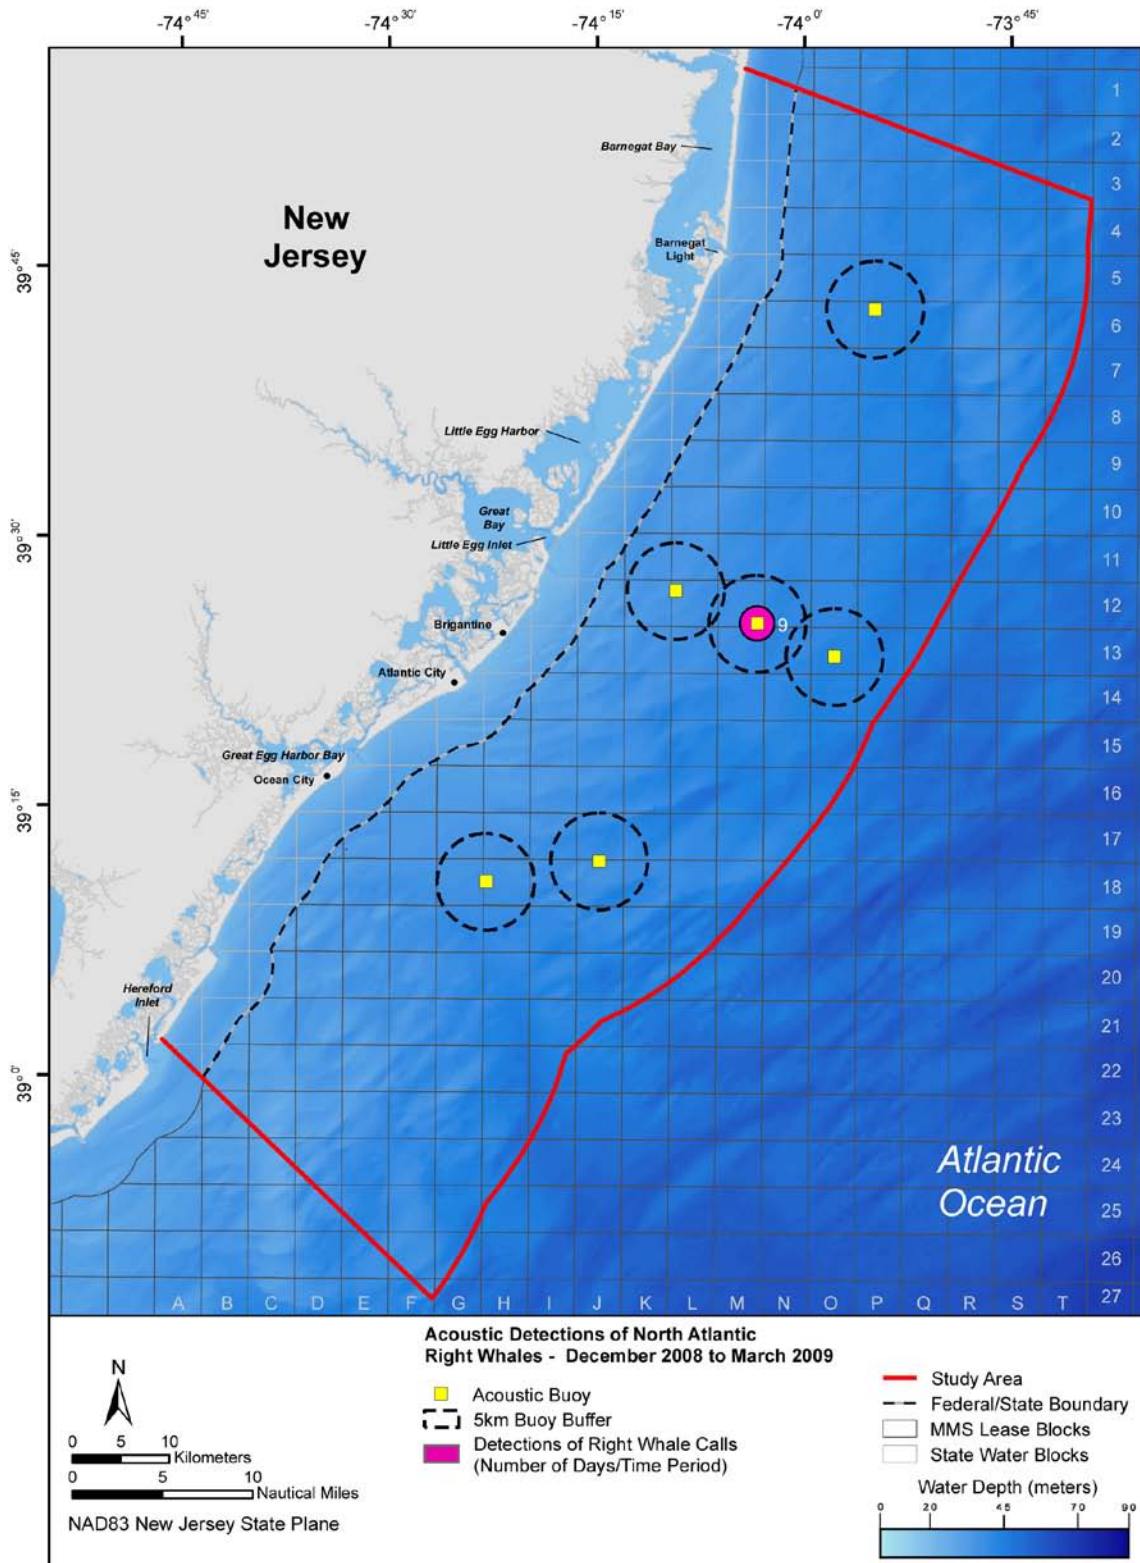 -74°45'
-74°30'
-74°15'
-74°0'
-73°45'
1
2
Barnegat Bay
3
New
Jersey
4
Barnegat
Light
39°45'
5
6
7
8
Little Egg Harbor
9
10
Great
Bay
39°30'
Little Egg Inlet
11
12
Brigantine
9
13
Atlantic City
14
15
Great Egg Harbor Bay
Ocean City
16
39°15'
17
18
19
20
Hereford
Inlet
21
22
39°0'
23
24
Atlantic
Ocean
25
26
27
A B C D E F G H I J K L M N O P Q R S T
Acoustic Detections of North Atlantic
Right Whales - December 2008 to March 2009
N
Acoustic Buoy
5km Buoy Buffer
Detections of Right Whale Calls
(Number of Days/Time Period)
Study Area
Federal/State Boundary
MMS Lease Blocks
State Water Blocks
0 5 10
Kilometers
0 5 10
Nautical Miles
NAD83 New Jersey State Plane
Water Depth (meters)
0 20 45 70 90